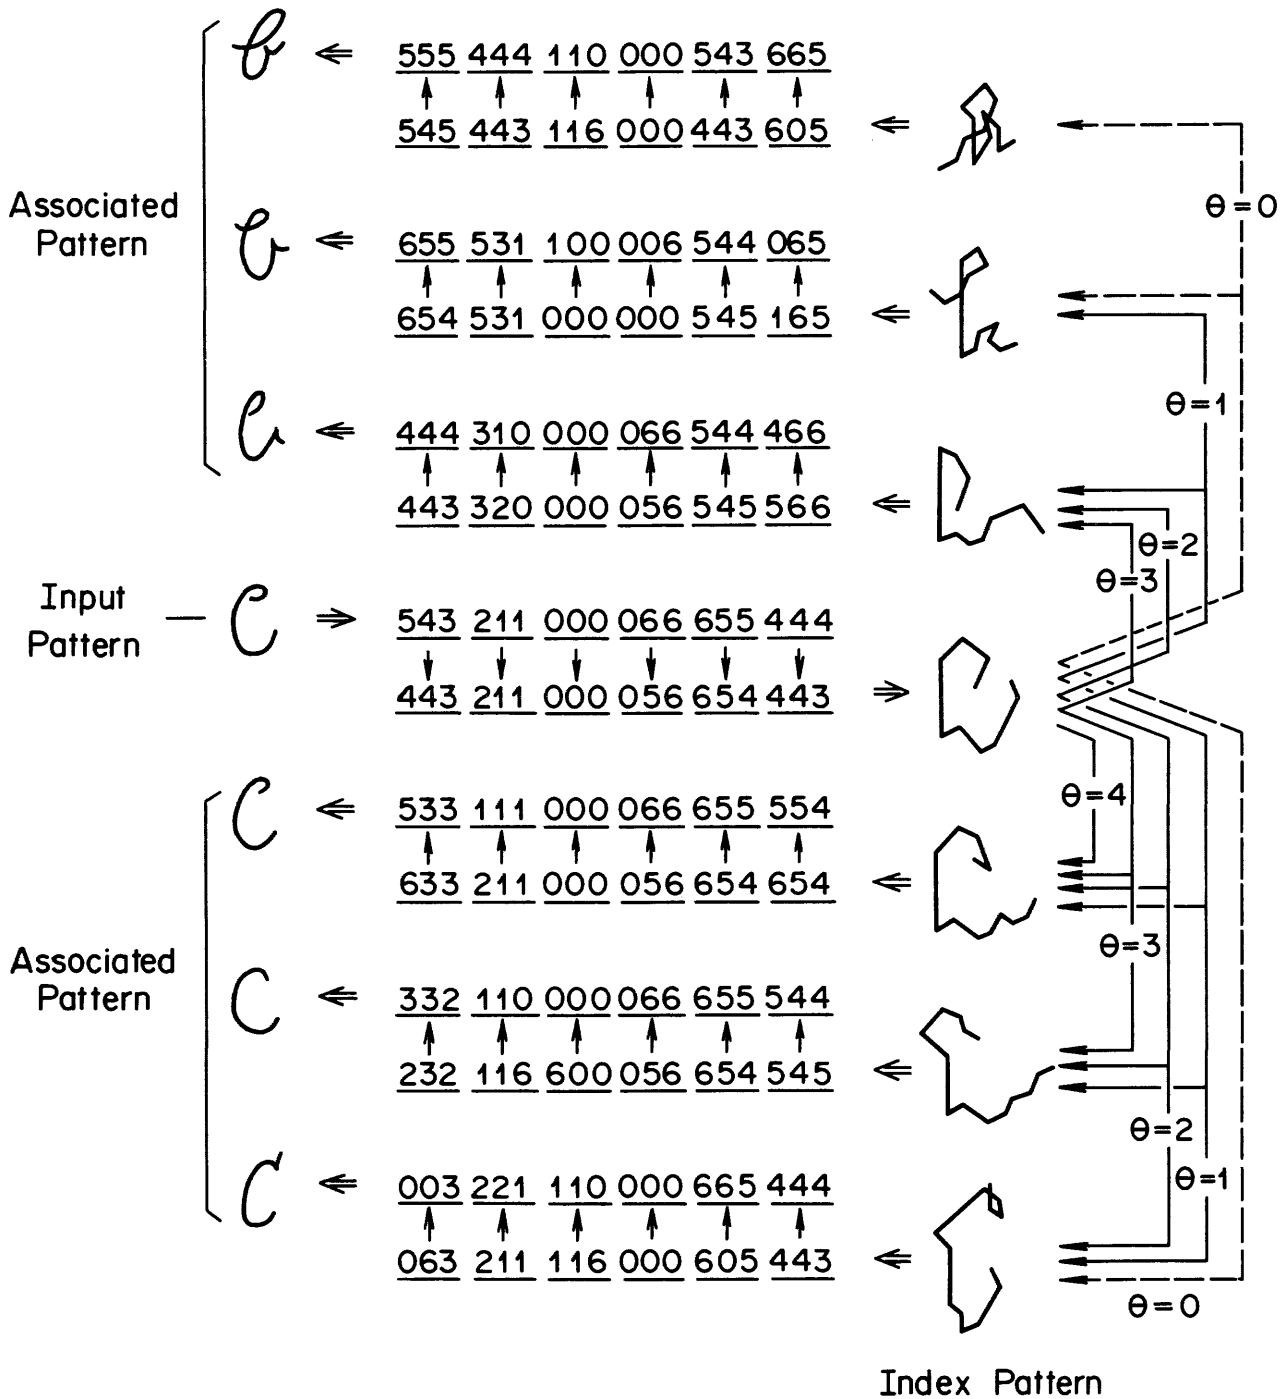 b
555 444 110 000 543 665
545 443 116 000 443 605
Associated
Pattern
θ=0
b
655 531 100 006 544 065
654 531 000 000 545 165
θ=1
444 310 000 066 544 466
443 320 000 056 545 566
θ=2
θ=3
Input
Pattern
C
543 211 000 066 655 444
443 211 000 056 654 443
C
533 111 000 066 655 554
633 211 000 056 654 654
θ=4
θ=3
Associated
Pattern
C
332 110 000 066 655 544
232 116 600 056 654 545
θ=2
θ=1
C
003 221 110 000 665 444
063 211 116 000 605 443
θ=0
Index Pattern